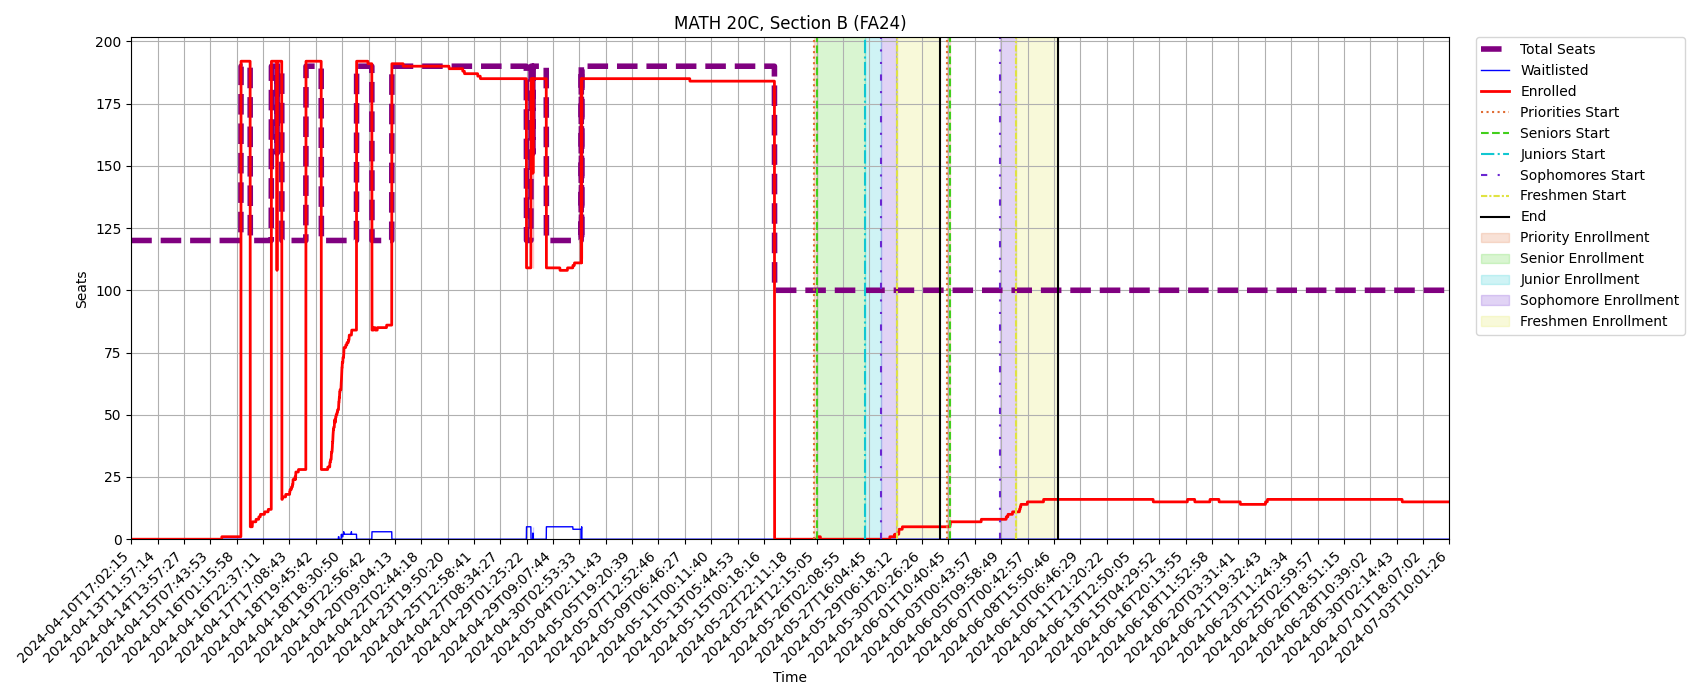 MATH 20C, Section B (FA24)
200
175
150
125
100
75
50
25
0
Seats
2024-04-10T17:02:15
2024-04-13T11:57:14
2024-04-14T13:57:27
2024-04-15T07:43:53
2024-04-16T01:15:58
2024-04-16T22:37:11
2024-04-17T17:08:43
2024-04-18T19:45:42
2024-04-18T18:30:50
2024-04-19T22:56:42
2024-04-20T09:04:13
2024-04-22T02:44:18
2024-04-23T19:50:20
2024-04-25T12:58:41
2024-04-27T08:34:27
2024-04-29T01:25:22
2024-04-29T09:07:44
2024-04-30T02:53:33
2024-05-04T02:11:43
2024-05-05T19:20:39
2024-05-07T12:52:46
2024-05-09T06:46:27
2024-05-11T00:11:40
2024-05-13T05:44:53
2024-05-15T00:18:16
2024-05-22T22:11:18
2024-05-24T12:15:05
2024-05-26T02:08:55
2024-05-27T16:04:45
2024-05-29T06:18:12
2024-05-30T20:26:26
2024-06-01T10:40:45
2024-06-03T00:43:57
2024-06-05T09:58:49
2024-06-07T00:42:57
2024-06-08T15:50:46
2024-06-10T06:46:29
2024-06-11T21:20:22
2024-06-13T12:50:05
2024-06-15T04:29:52
2024-06-16T20:13:55
2024-06-18T11:52:58
2024-06-20T03:31:41
2024-06-21T19:32:43
2024-06-23T11:24:34
2024-06-25T02:59:57
2024-06-26T18:51:15
2024-06-28T10:39:02
2024-06-30T02:14:43
2024-07-01T18:07:02
2024-07-03T10:01:26
Time
Total Seats
Waitlisted
Enrolled
Priorities Start
Seniors Start
Juniors Start
Sophomores Start
Freshmen Start
End
Priority Enrollment
Senior Enrollment
Junior Enrollment
Sophomore Enrollment
Freshmen Enrollment